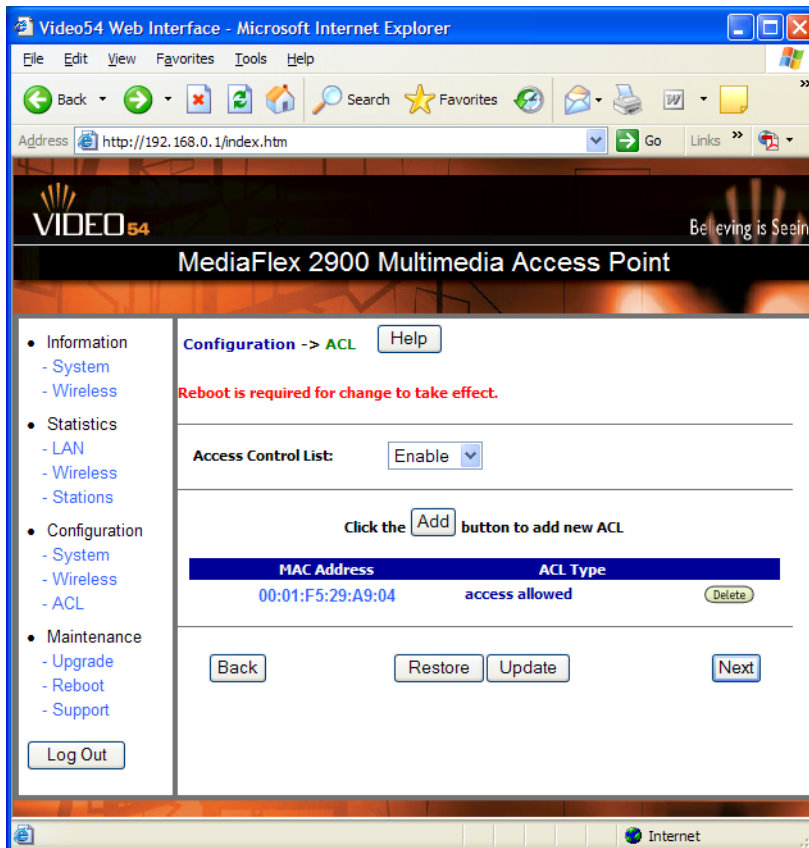 Video54 Web Interface - Microsoft Internet Explorer
File Edit View Favorites Tools Help
Back Search Favorites W »
Address http://192.168.0.1/index.htm Go Links »
VIDEO54
Believing is Seein
MediaFlex 2900 Multimedia Access Point
• Information
- System
- Wireless
• Statistics
- LAN
- Wireless
- Stations
• Configuration
- System
- Wireless
- ACL
• Maintenance
- Upgrade
- Reboot
- Support
Log Out
Configuration -> ACL Help
Reboot is required for change to take effect.
Access Control List: Enable
Click the Add button to add new ACL
MAC Address ACL Type
00:01:F5:29:A9:04 access allowed Delete
Back Restore Update Next
Internet